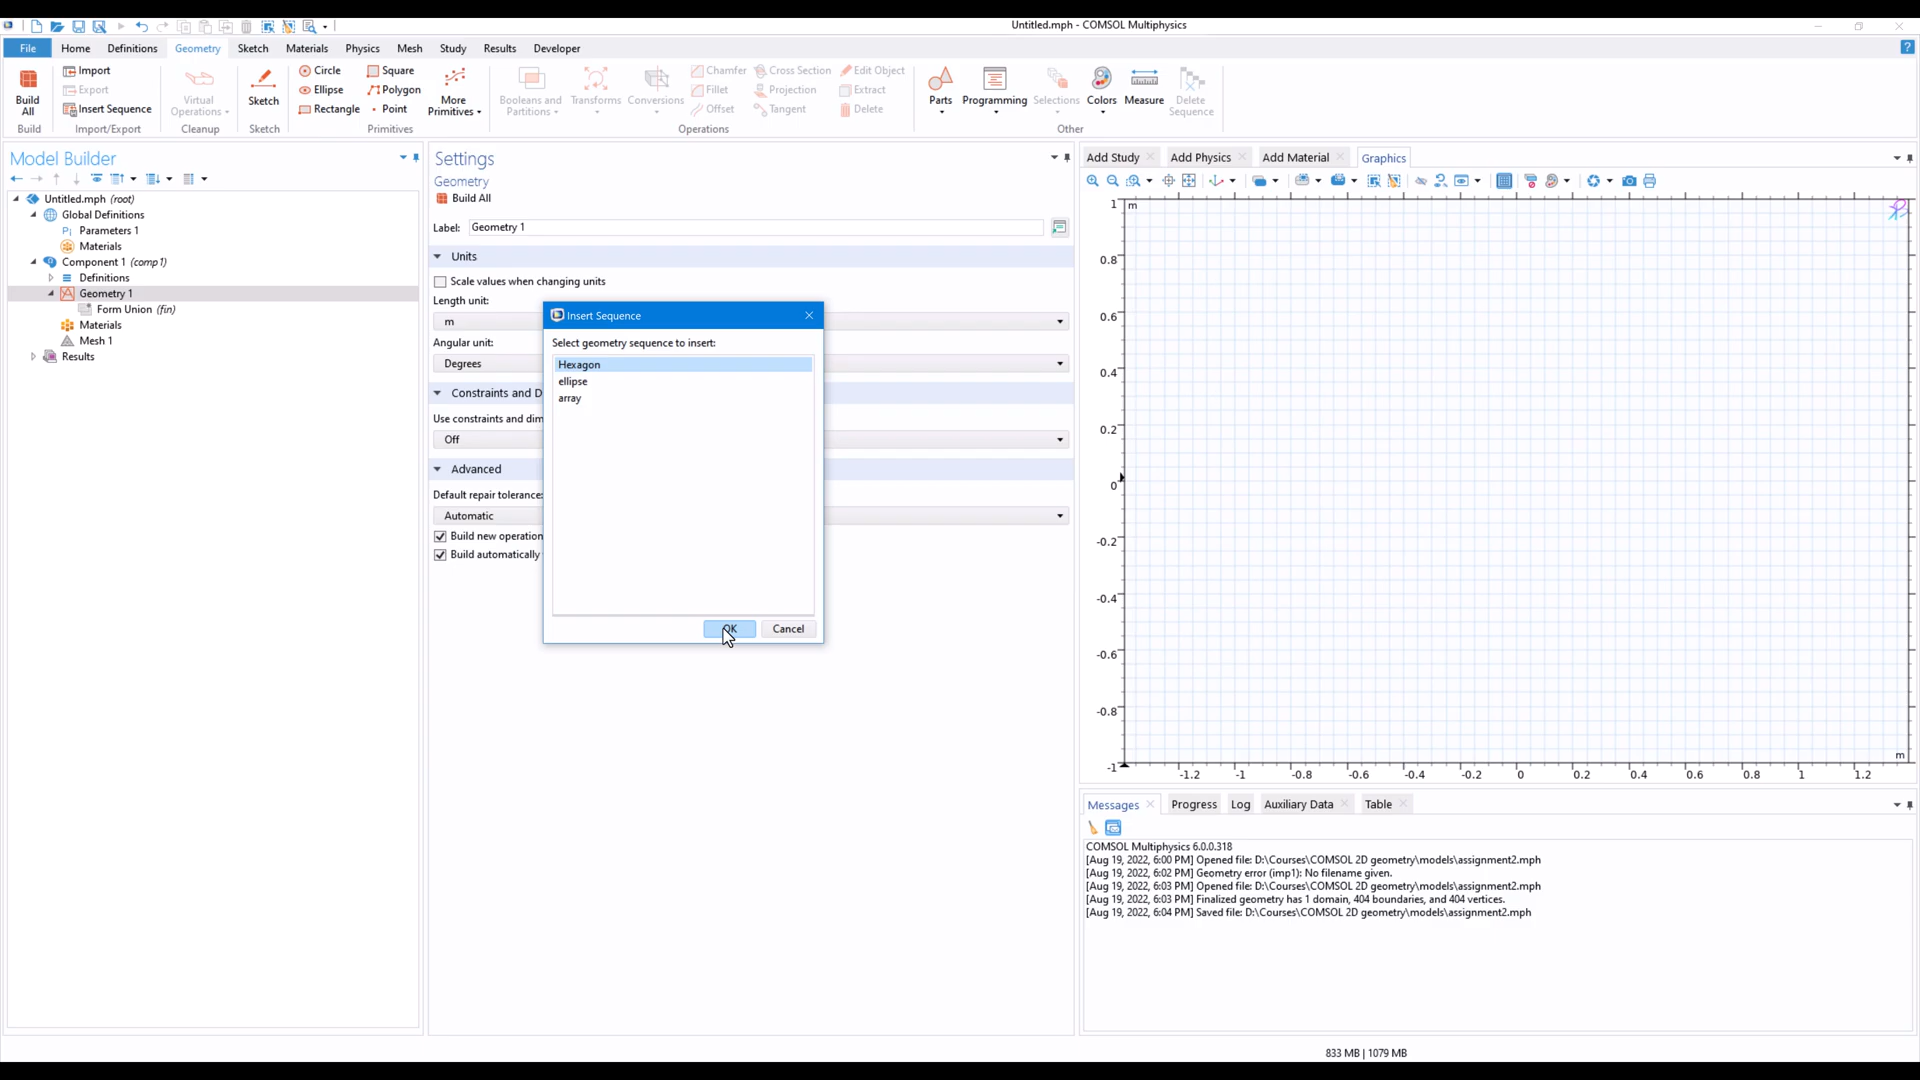 Untitled.mph - COMSOL Multiphysics
File Home Definitions Geometry Sketch Materials Physics Mesh Study Results Developer
Build All
Import
Export
Insert Sequence
Virtual Operations
Sketch
Circle
Ellipse
Rectangle
Square
Polygon
Point
More Primitives
Booleans and Partitions
Transforms
Conversions
Chamfer
Fillet
Offset
Cross Section
Projection
Tangent
Edit Object
Extract
Delete
Parts
Programming
Selections
Colors
Measure
Delete Sequence
Build Import/Export Cleanup Sketch Primitives Operations Other
Model Builder
Untitled.mph (root)
Global Definitions
Pi Parameters 1
Materials
Component 1 (comp1)
Definitions
Geometry 1
Form Union (fin)
Materials
Mesh 1
Results
Settings
Geometry
Build All
Label: Geometry 1
Units
Scale values when changing units
Length unit:
m
Angular unit:
Degrees
Constraints and D
Use constraints and dim
Off
Advanced
Default repair tolerance:
Automatic
Build new operation
Build automatically
Insert Sequence
Select geometry sequence to insert:
Hexagon
ellipse
array
OK Cancel
Add Study Add Physics Add Material Graphics
m
1
0.8
0.6
0.4
0.2
0
-0.2
-0.4
-0.6
-0.8
-1
m
-1.2 -1 -0.8 -0.6 -0.4 -0.2 0 0.2 0.4 0.6 0.8 1 1.2
Messages Progress Log Auxiliary Data Table
COMSOL Multiphysics 6.0.0.318
[Aug 19, 2022, 6:00 PM] Opened file: D:\Courses\COMSOL 2D geometry\models\assignment2.mph
[Aug 19, 2022, 6:02 PM] Geometry error (imp1): No filename given.
[Aug 19, 2022, 6:03 PM] Opened file: D:\Courses\COMSOL 2D geometry\models\assignment2.mph
[Aug 19, 2022, 6:03 PM] Finalized geometry has 1 domain, 404 boundaries, and 404 vertices.
[Aug 19, 2022, 6:04 PM] Saved file: D:\Courses\COMSOL 2D geometry\models\assignment2.mph
833 MB | 1079 MB